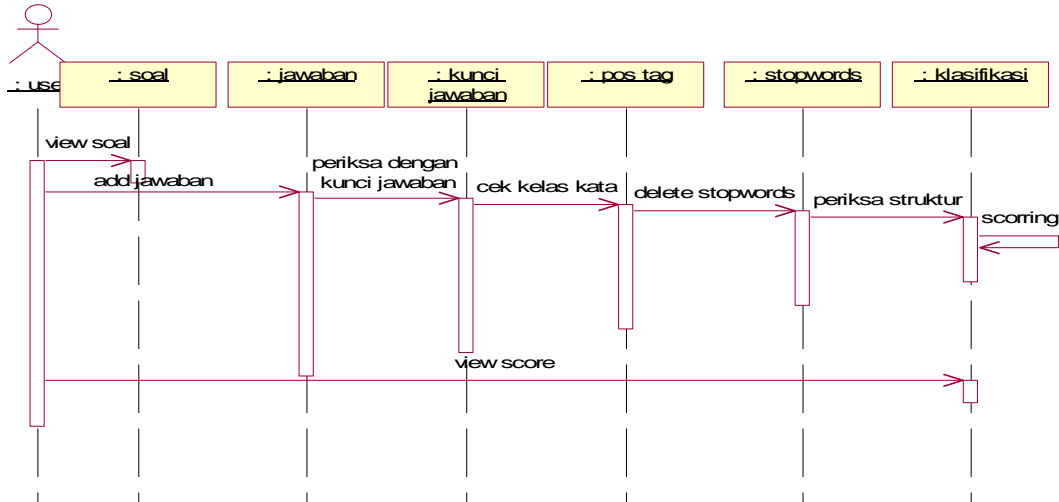 : use
: soal
: jawaban
: kunci
jawaban
: pos tag
: stopwords
: klasifikasi
view soal
add jawaban
periksa dengan
kunci jawaban
cek kelas kata
delete stopwords
periksa struktur
scorring
view score